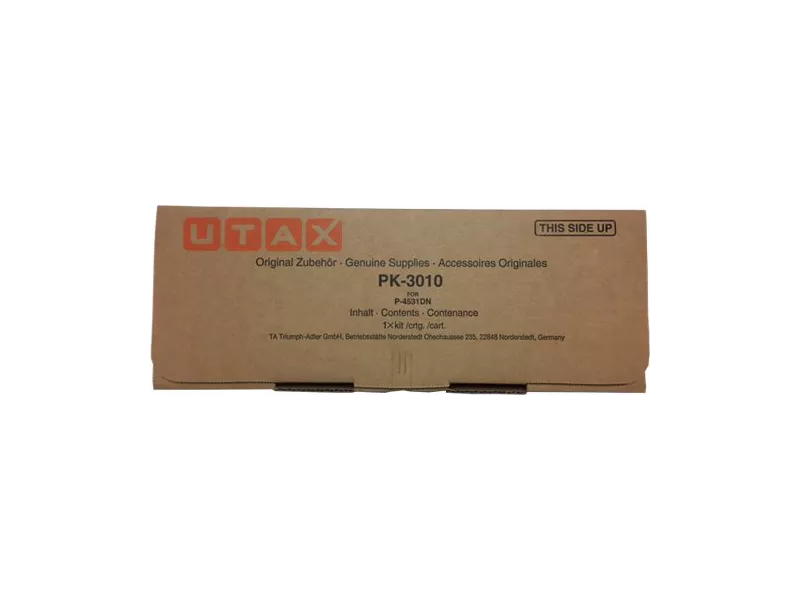 UTAX
THIS SIDE UP
Original Zubehör · Genuine Supplies · Accessoires Originales
PK-3010
FOR
P-4531DN
Inhalt · Contents · Contenance
1×kit /crtg. /cart.
TA Triumph-Adler GmbH, Betriebsstätte Norderstedt Ohechaussee 235, 22848 Norderstedt, Germany